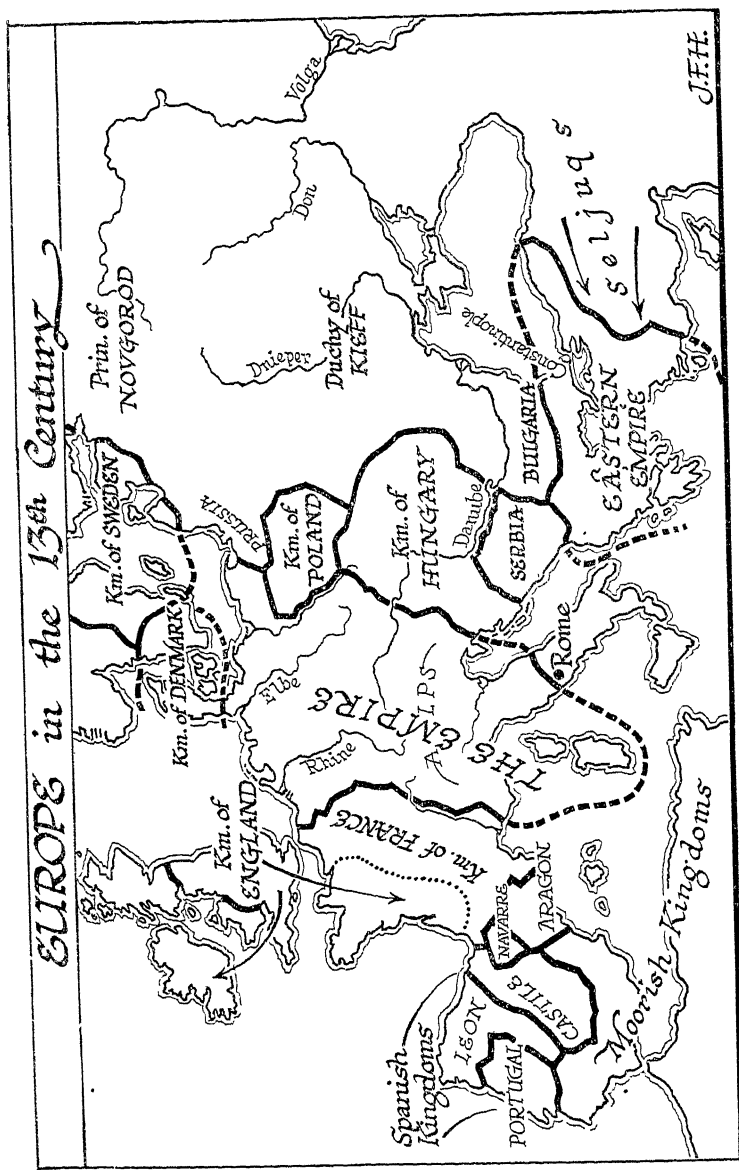 EUROPE in the 13th Century
Prin. of
NOVGOROD
Volga
Don
Dnieper
Duchy of
KIEFF
Km. of SWEDEN
Km. of DENMARK
PRUSSIA
Km. of
POLAND
Km. of
HUNGARY
Danube
SERBIA
BULGARIA
Constantinople
EASTERN
EMPIRE
Seljuqs
Elbe
Rhine
ALPS
THE EMPIRE
Rome
Km. of
ENGLAND
Km. of FRANCE
NAVARRE
ARAGON
CASTILE
LEON
PORTUGAL
Spanish
Kingdoms
Moorish Kingdoms
J.F.H.